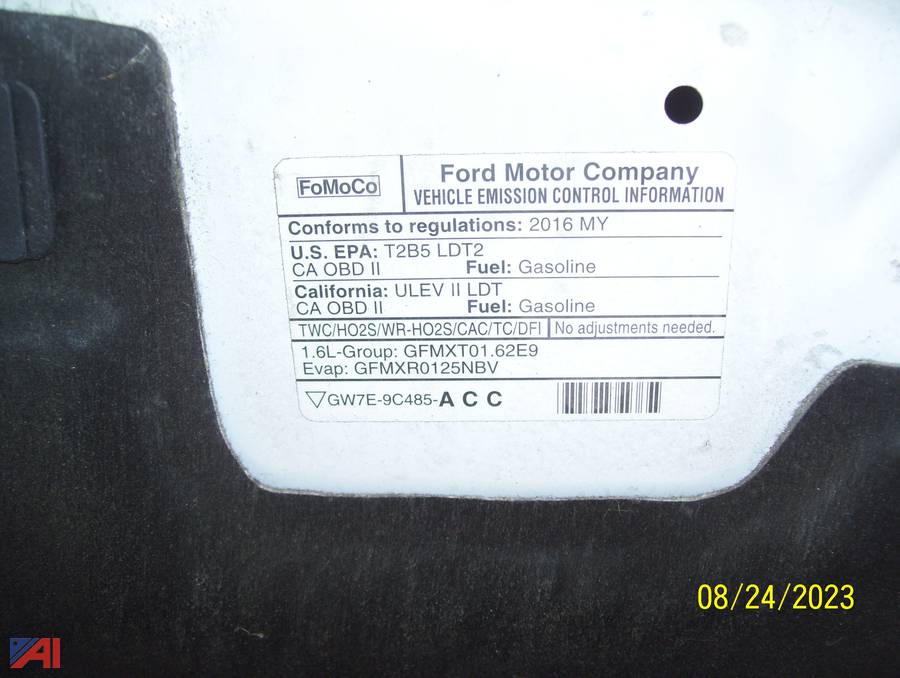 FoMoCo
Ford Motor Company
VEHICLE EMISSION CONTROL INFORMATION
Conforms to regulations: 2016 MY
U.S. EPA: T2B5 LDT2
CA OBD II Fuel: Gasoline
California: ULEV II LDT
CA OBD II Fuel: Gasoline
TWC/HO2S/WR-HO2S/CAC/TC/DFI No adjustments needed.
1.6L-Group: GFMXT01.62E9
Evap: GFMXR0125NBV
GW7E-9C485-A C C
08/24/2023
AI